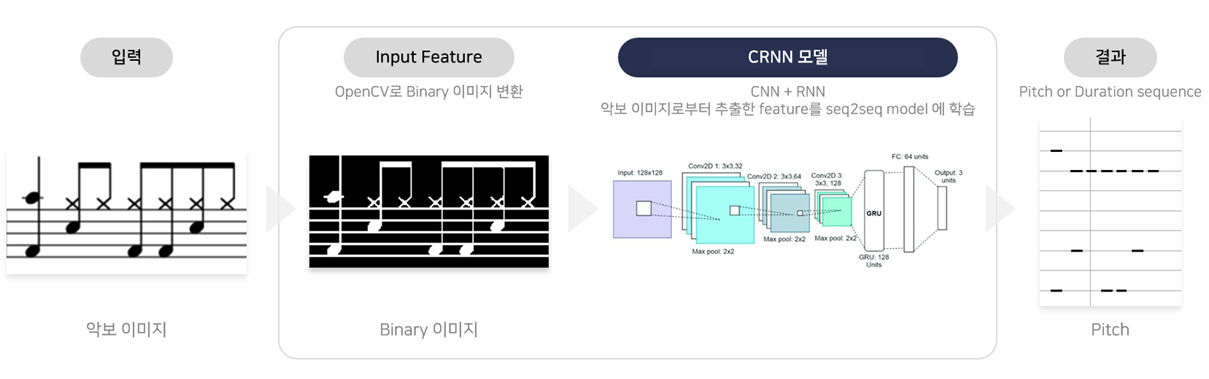 입력
Input Feature
CRNN 모델
결과
OpenCV로 Binary 이미지 변환
CNN + RNN
악보 이미지로부터 추출한 feature를 seq2seq model 에 학습
Pitch or Duration sequence
Input: 128x128
Conv2D 1: 3x3,32
Conv2D 2: 3x3,64
Conv2D 3:
3x3, 128
FC: 64 units
Output: 3
units
GRU
Max pool: 2x2
Max pool: 2x2
Max pool: 2x2
GRU: 128
Units
악보 이미지
Binary 이미지
Pitch